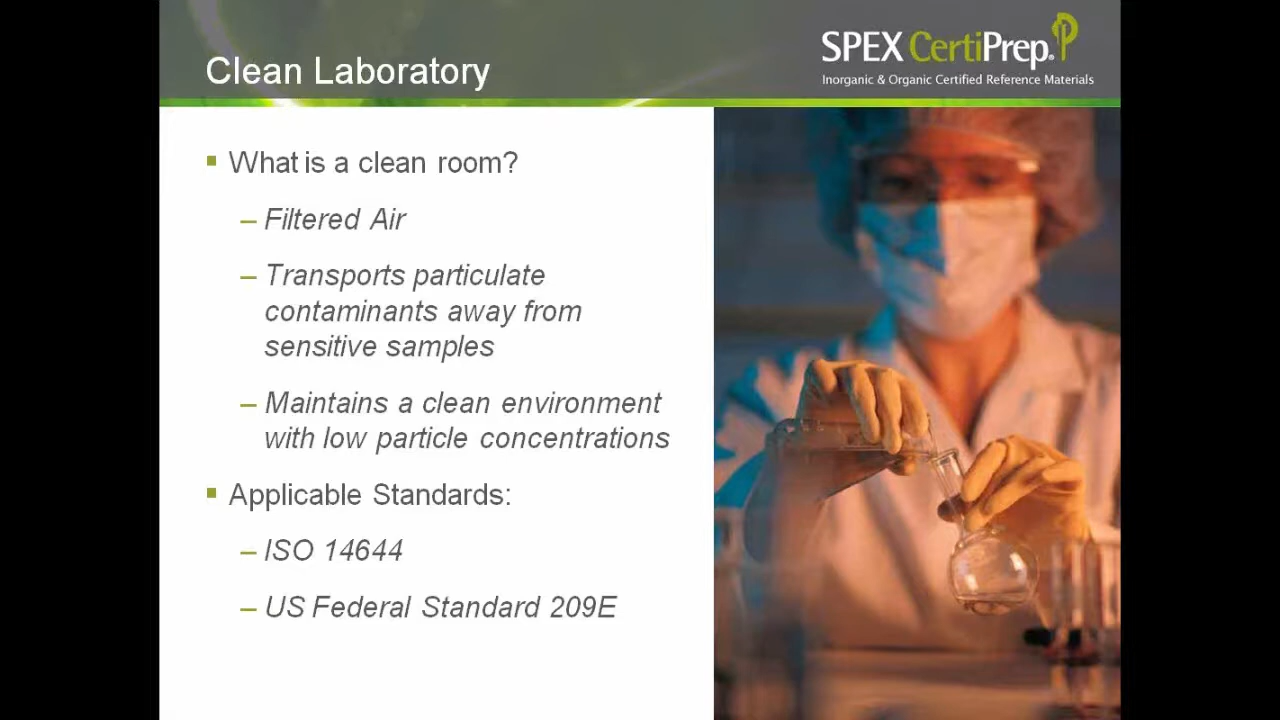 Clean Laboratory
SPEX CertiPrep®
Inorganic & Organic Certified Reference Materials
What is a clean room?
– Filtered Air
– Transports particulate
contaminants away from
sensitive samples
– Maintains a clean environment
with low particle concentrations
Applicable Standards:
– ISO 14644
– US Federal Standard 209E